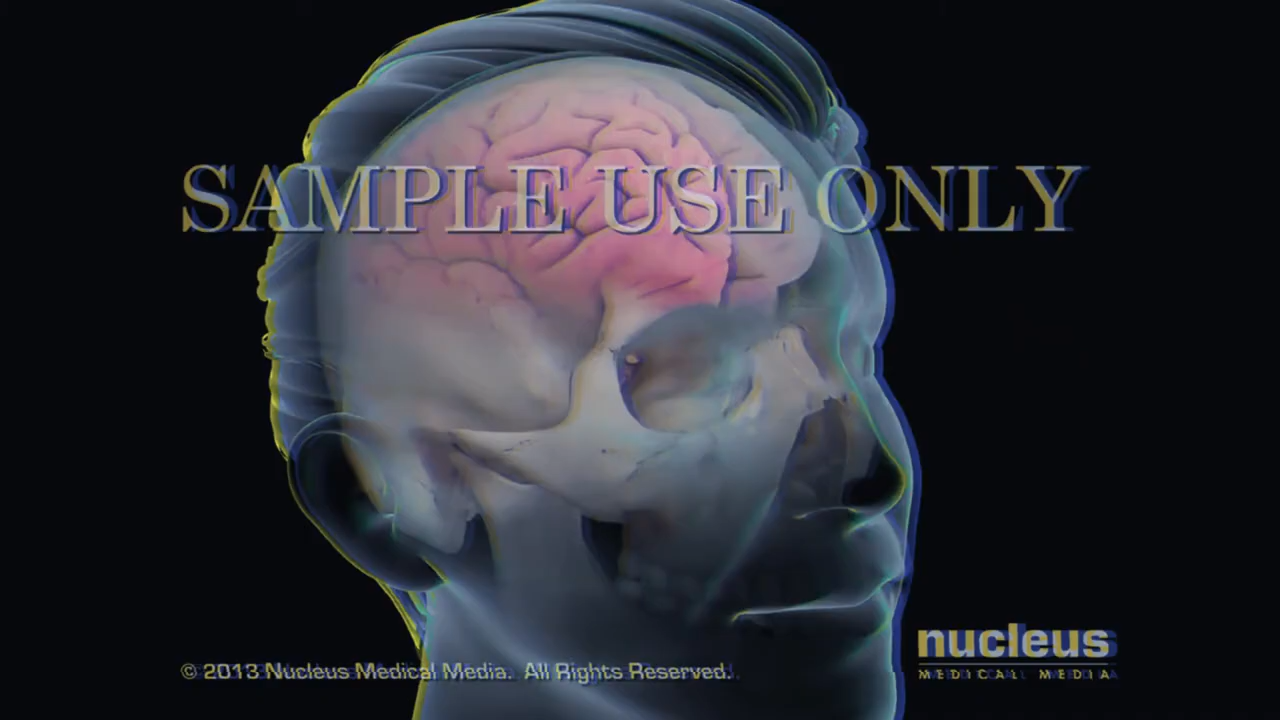 SAMPLE USE ONLY
nucleus
© 2013 Nucleus Medical Media. All Rights Reserved.
MEDICAL MEDIA